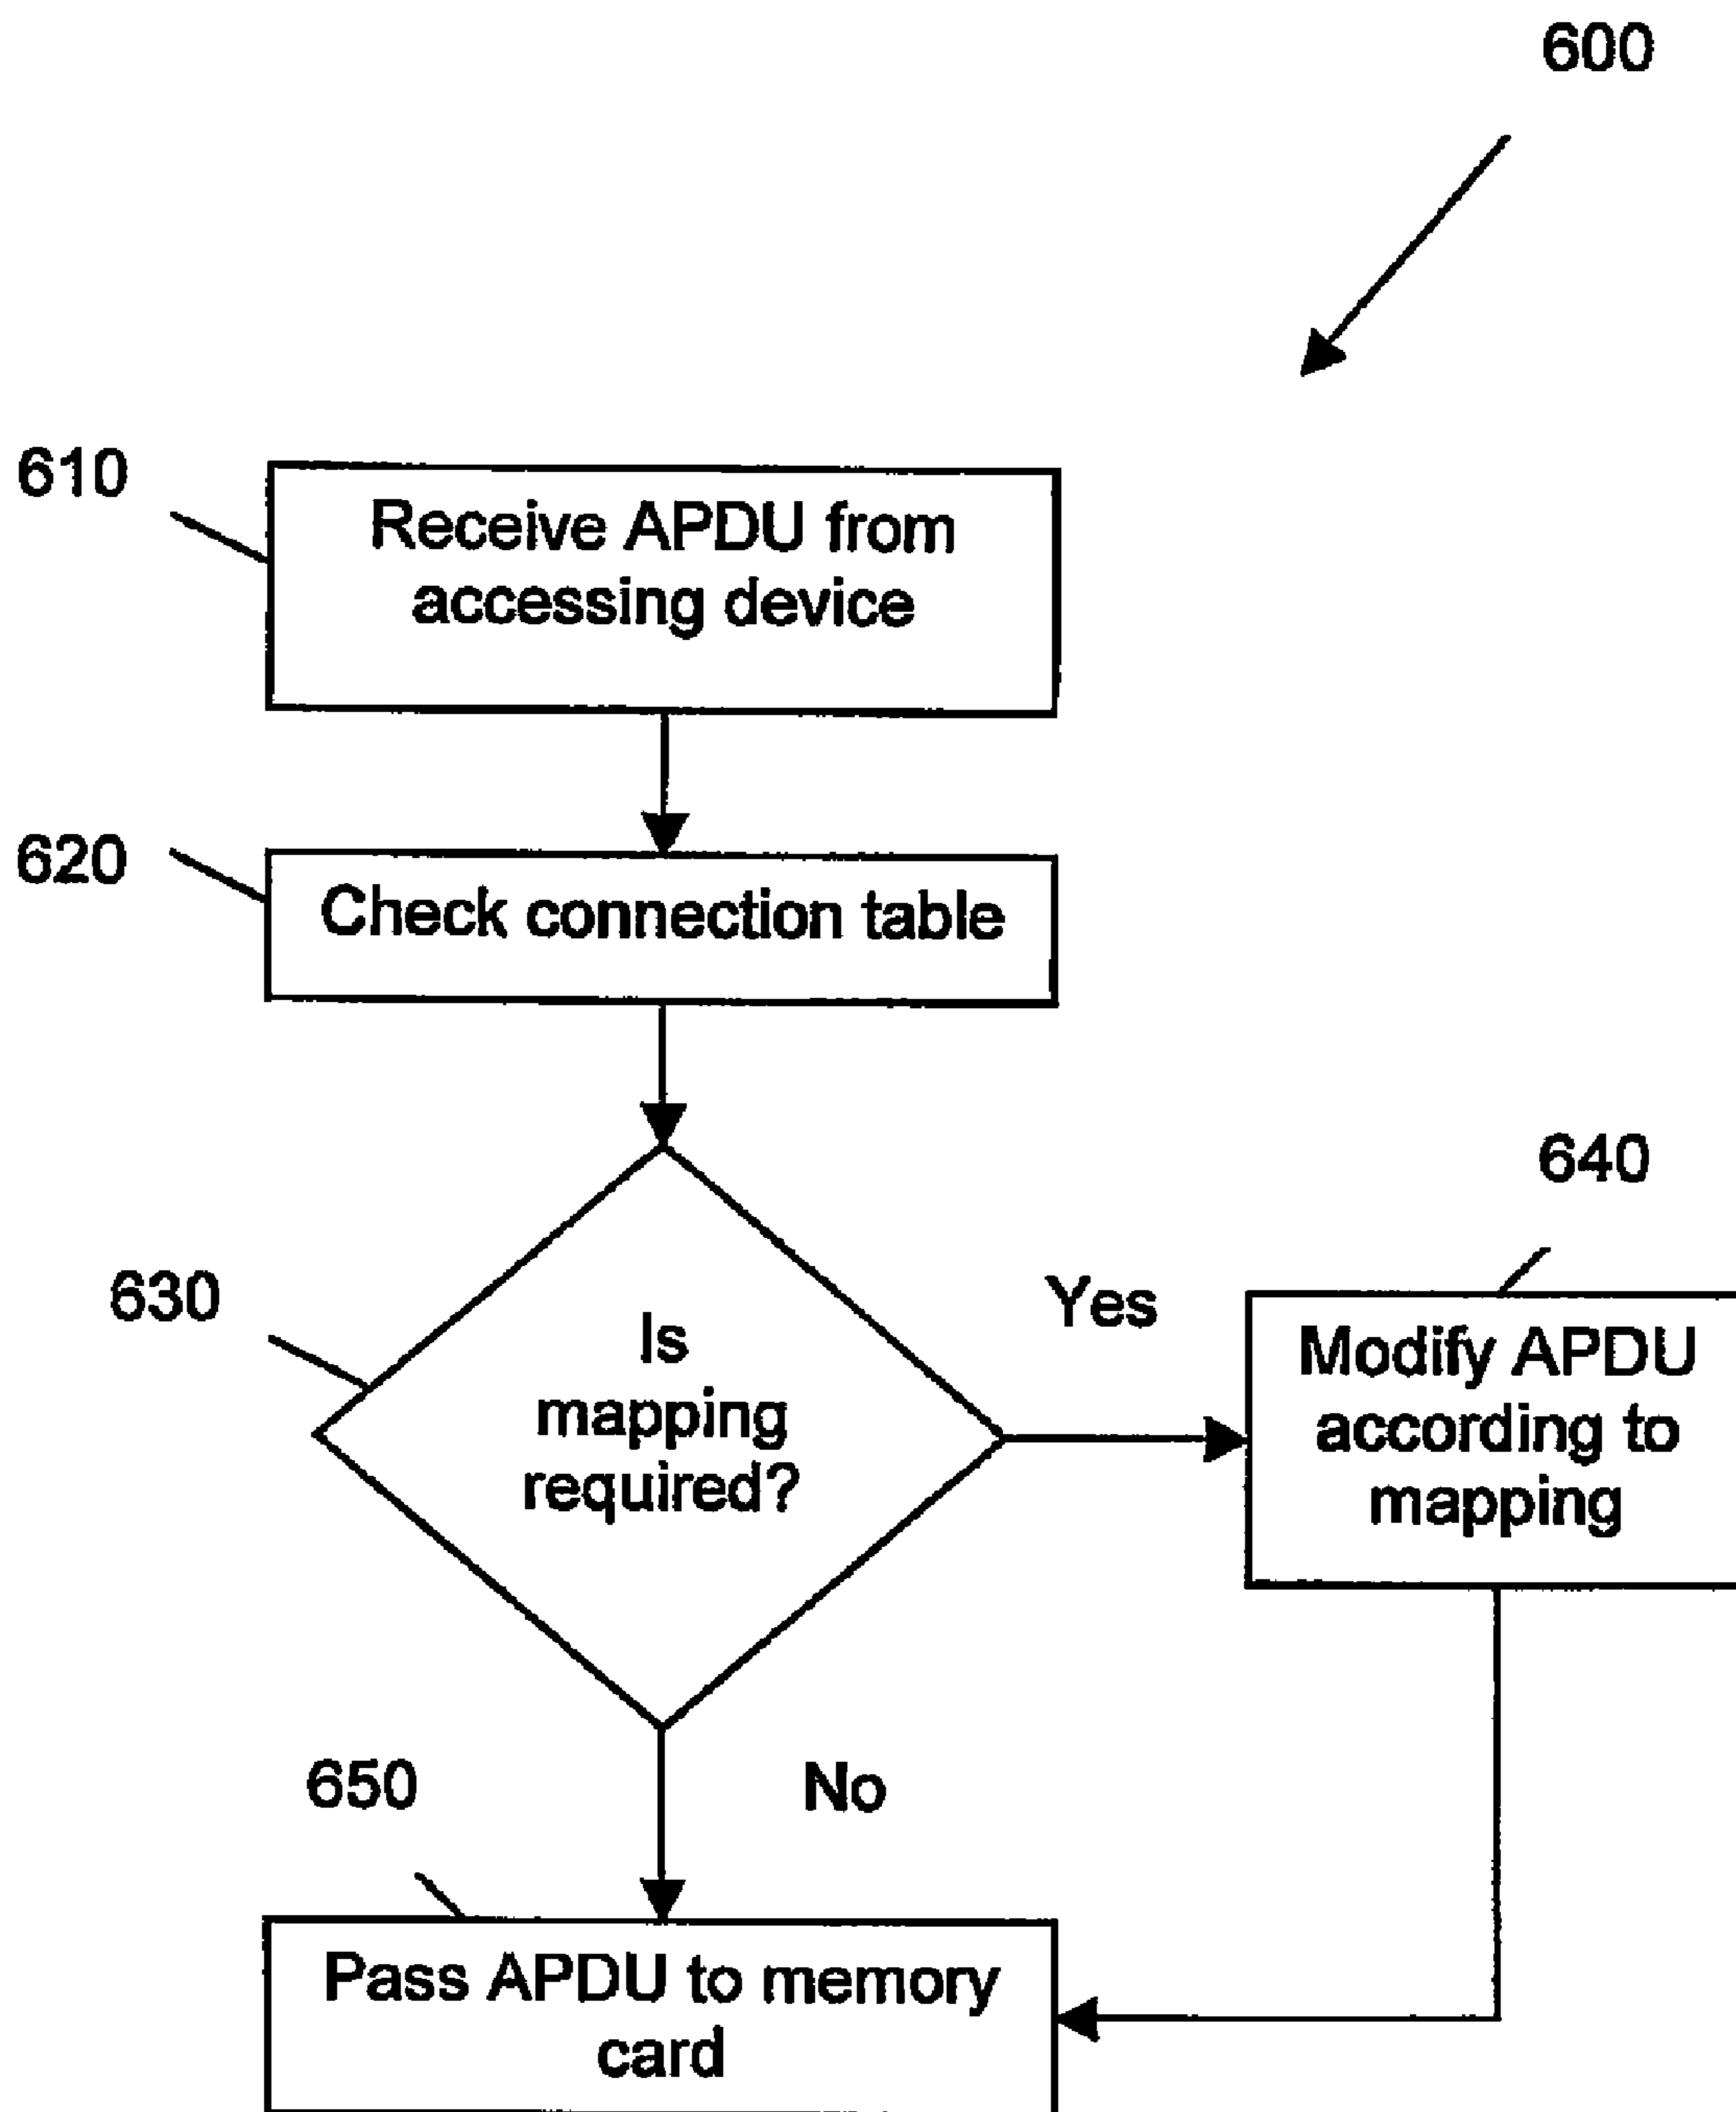 600
610
Receive APDU from
accessing device
620
Check connection table
630
Is
mapping
required?
Yes
640
Modify APDU
according to
mapping
650
No
Pass APDU to memory
card